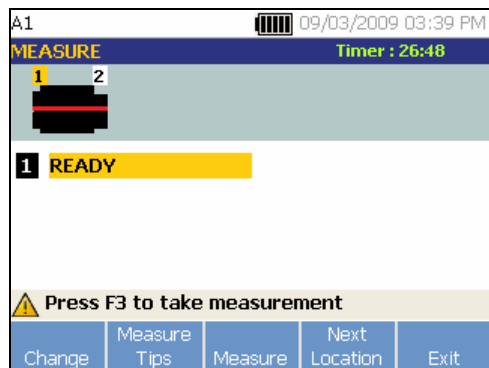 A1 09/03/2009 03:39 PM
MEASURE Timer : 26:48
1 2
1 READY
Press F3 to take measurement
Change Measure Tips Measure Next Location Exit